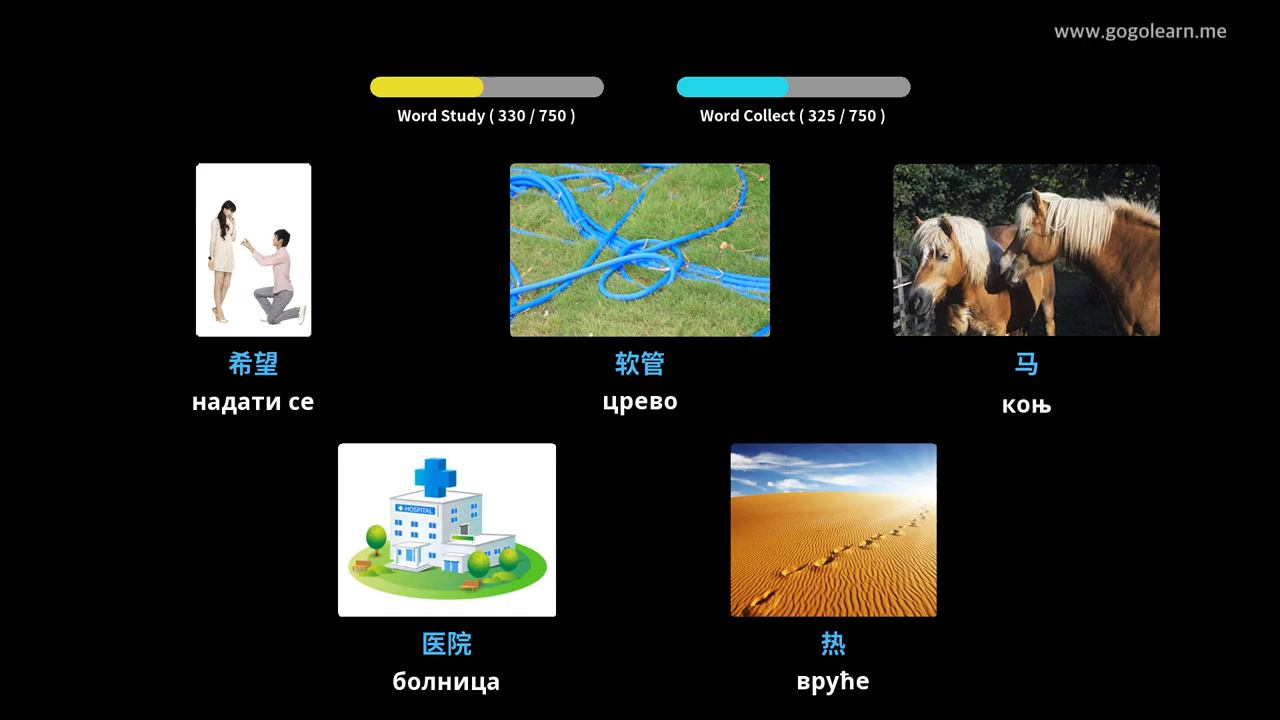 www.gogolearn.me
Word Study ( 330 / 750 )
Word Collect ( 325 / 750 )
希望
надати се
软管
црево
马
коњ
HOSPITAL
医院
болница
热
вруће